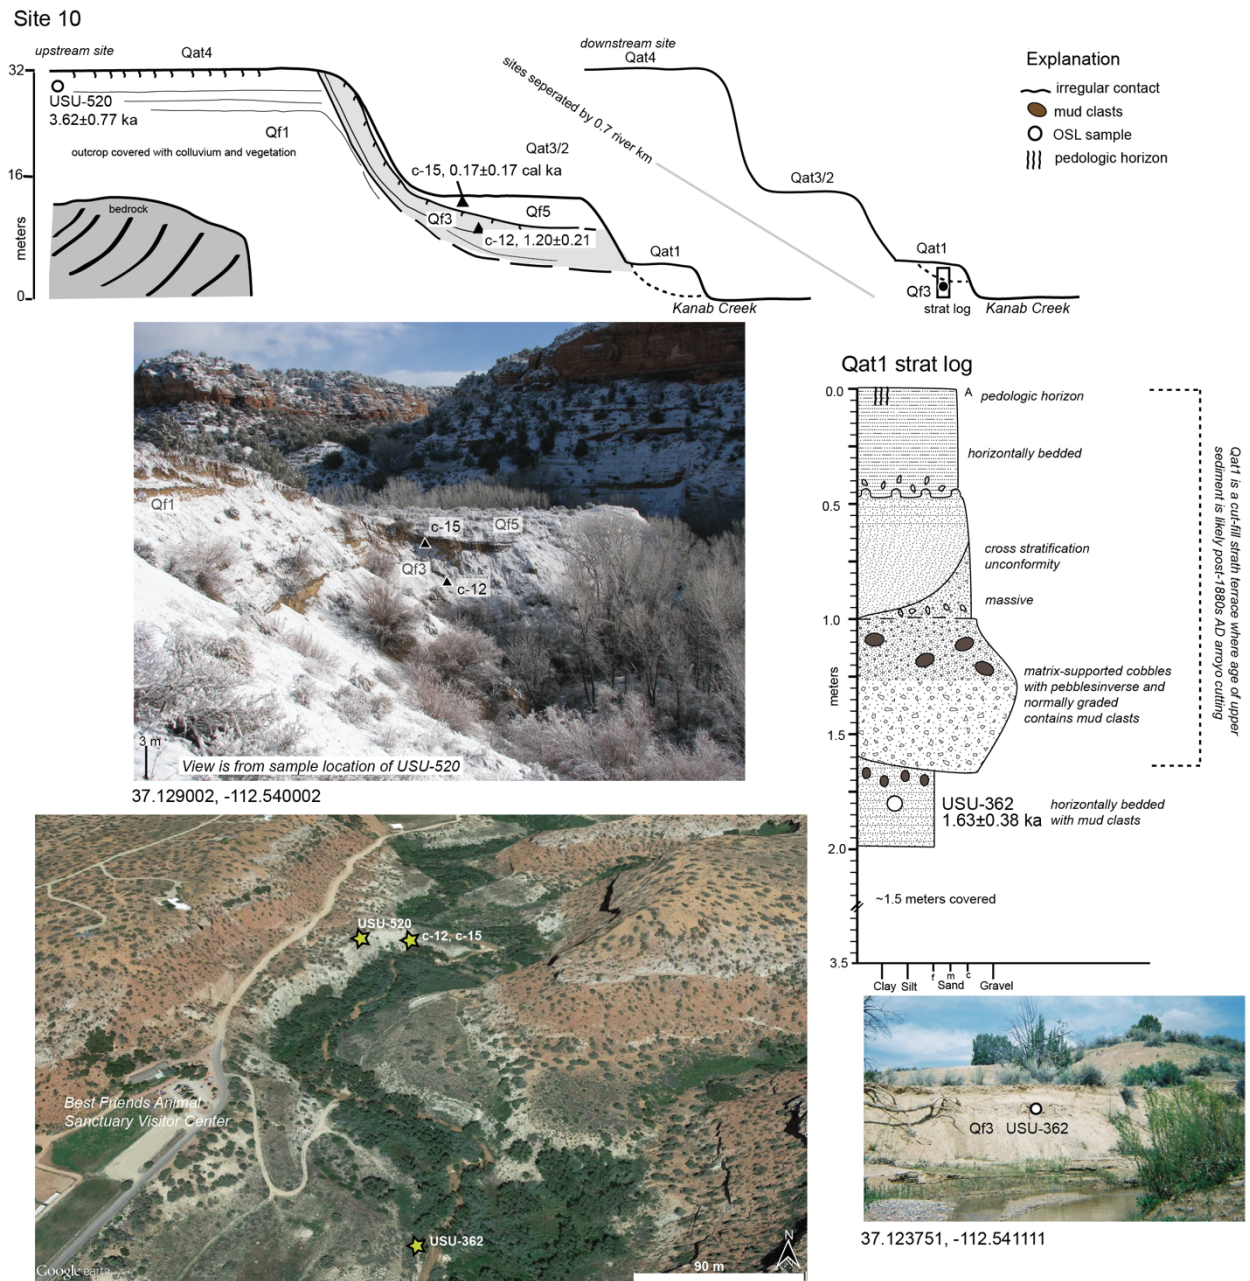 Site 10
upstream site
Qat4
32
USU-520
3.62±0.77 ka
Qf1
outcrop covered with colluvium and vegetation
16
meters
bedrock
0
Qat3/2
c-15, 0.17±0.17 cal ka
Qf3
Qf5
c-12, 1.20±0.21
Qat1
Kanab Creek
sites seperated by 0.7 river km
downstream site
Qat4
Qat3/2
Qat1
Qf3
strat log
Kanab Creek
Explanation
irregular contact
mud clasts
OSL sample
pedologic horizon
Qf1
c-15
Qf5
Qf3
c-12
3 m
View is from sample location of USU-520
37.129002, -112.540002
Qat1 strat log
0.0
A
pedologic horizon
horizontally bedded
0.5
cross stratification
unconformity
massive
1.0
meters
matrix-supported cobbles
with pebblesinverse and
normally graded
contains mud clasts
1.5
USU-362
1.63±0.38 ka
horizontally bedded
with mud clasts
2.0
~1.5 meters covered
3.5
f m c
Clay Silt Sand Gravel
Qat1 is a cut-fill strath terrace where age of upper
sediment is likely post-1880s AD arroyo cutting
USU-520
c-12, c-15
Best Friends Animal
Sanctuary Visitor Center
USU-362
Google earth
90 m
N
Qf3 USU-362
37.123751, -112.541111